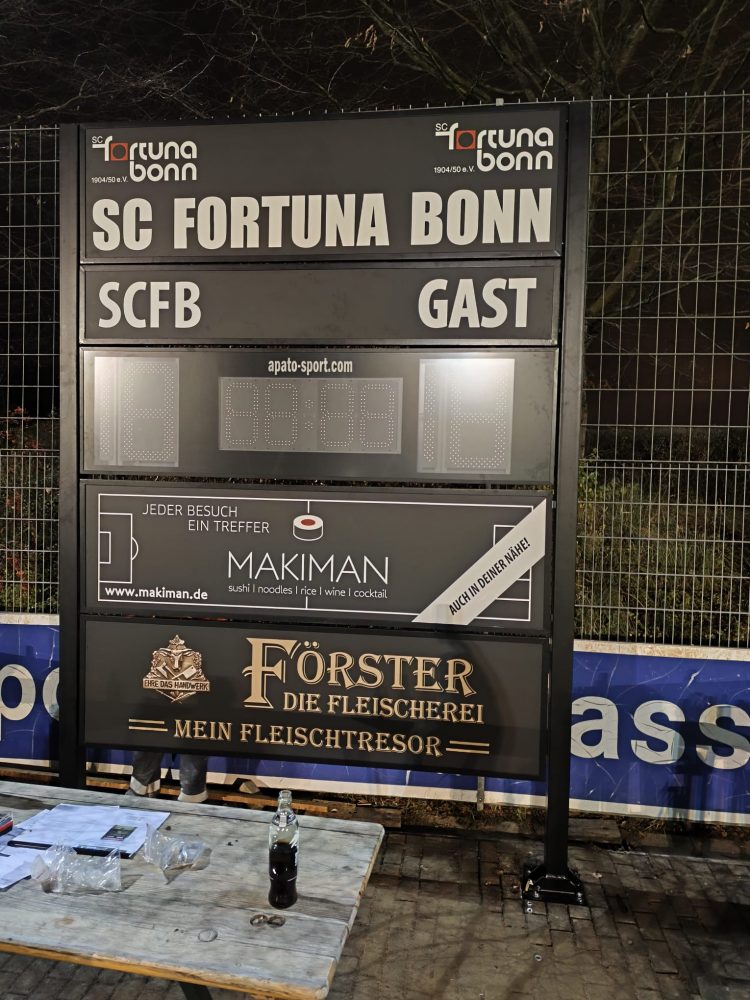 SC
fortuna
bonn
1904/50 e.V.
SC
fortuna
bonn
1904/50 e.V.
SC FORTUNA BONN
SCFB GAST
apato-sport.com
JEDER BESUCH
EIN TREFFER
MAKIMAN
sushi | noodles | rice | wine | cocktail
www.makiman.de
AUCH IN DEINER NÄHE!
EHRE DAS HANDWERK
FÖRSTER
DIE FLEISCHEREI
MEIN FLEISCHTRESOR
ass